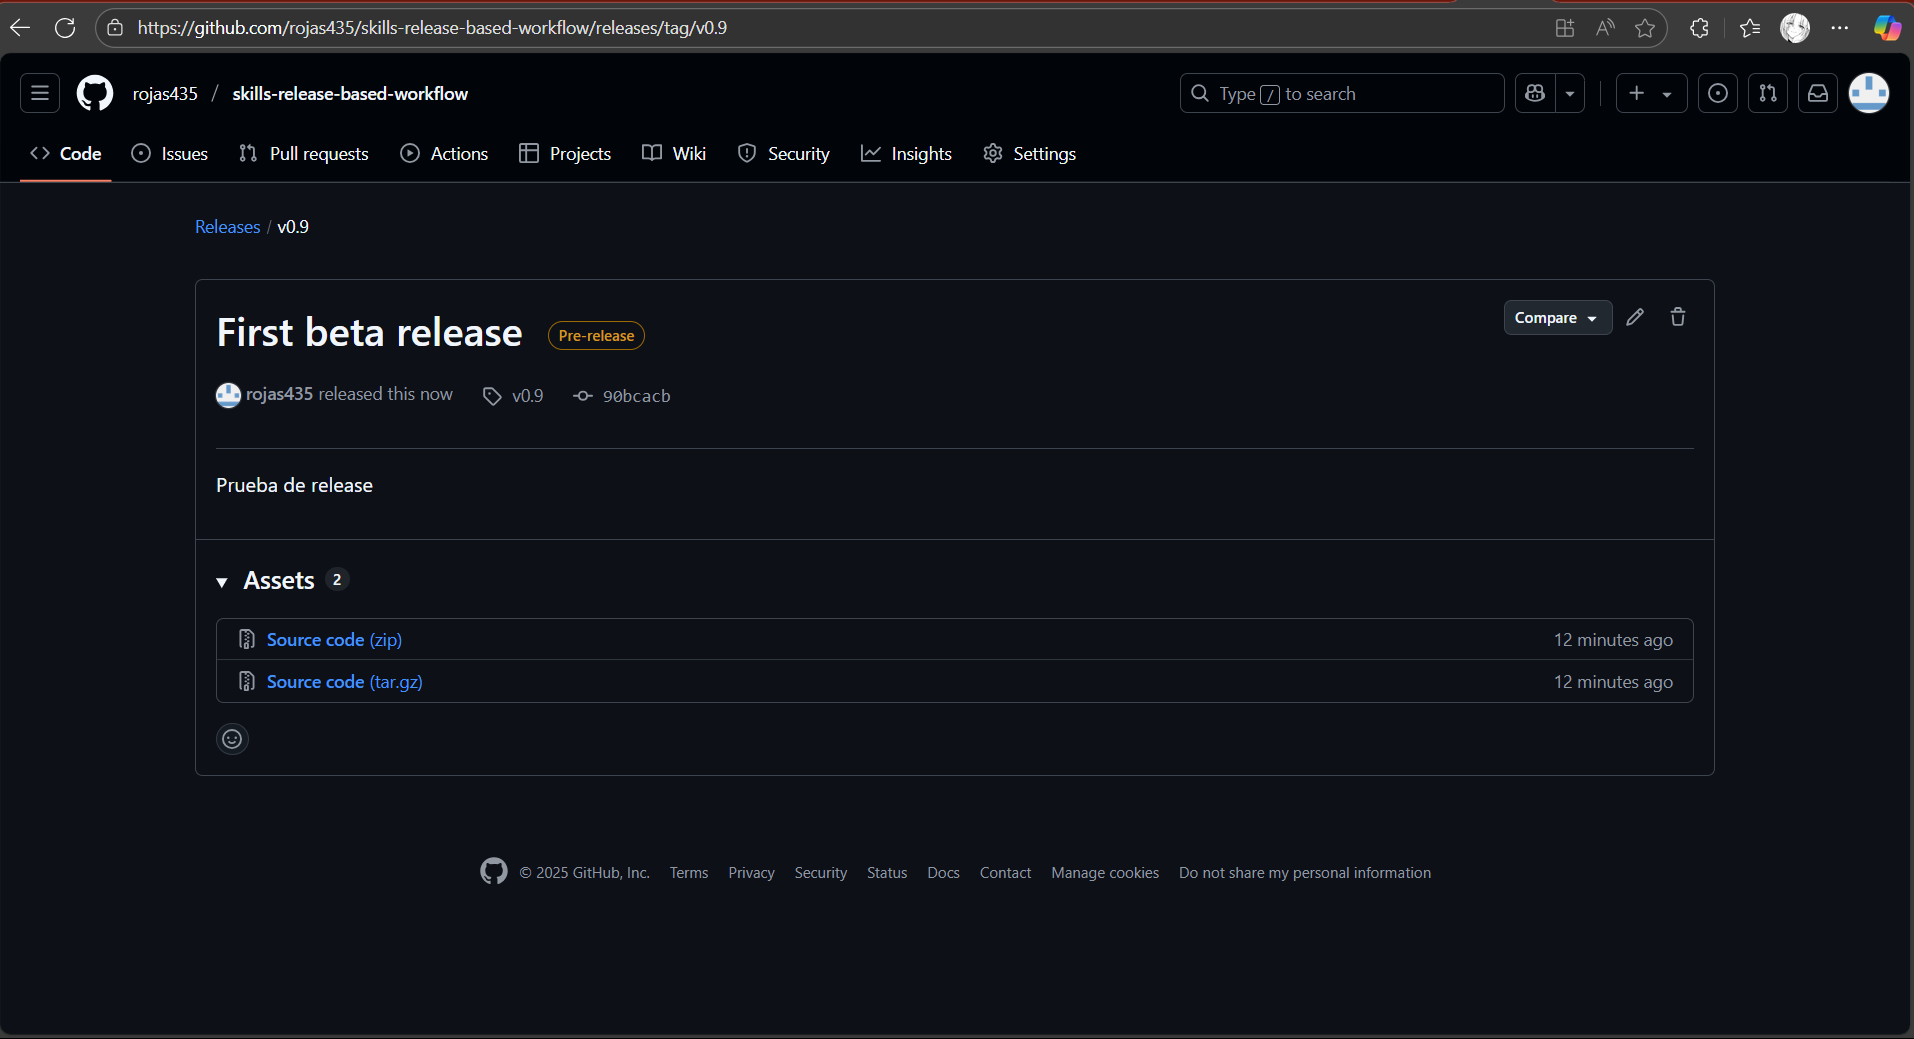 https://github.com/rojas435/skills-release-based-workflow/releases/tag/v0.9
rojas435 / skills-release-based-workflow
Type / to search
Code Issues Pull requests Actions Projects Wiki Security Insights Settings
Releases / v0.9
First beta release Pre-release
Compare
rojas435 released this now v0.9 90bcacb
Prueba de release
Assets 2
Source code (zip) 12 minutes ago
Source code (tar.gz) 12 minutes ago
© 2025 GitHub, Inc. Terms Privacy Security Status Docs Contact Manage cookies Do not share my personal information